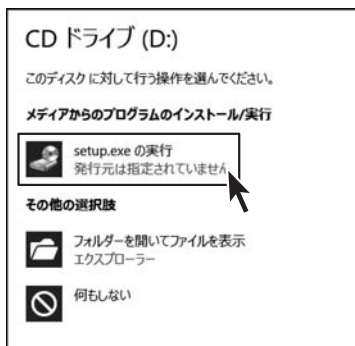 CD ドライブ (D:)
このディスク に対して行う操作を選んでください。
メディアからのプログラムのインストール/実行
setup.exe の実行
発行元は指定されていません
その他の選択肢
フォルダーを開いてファイルを表示
エクスプローラー
何もしない